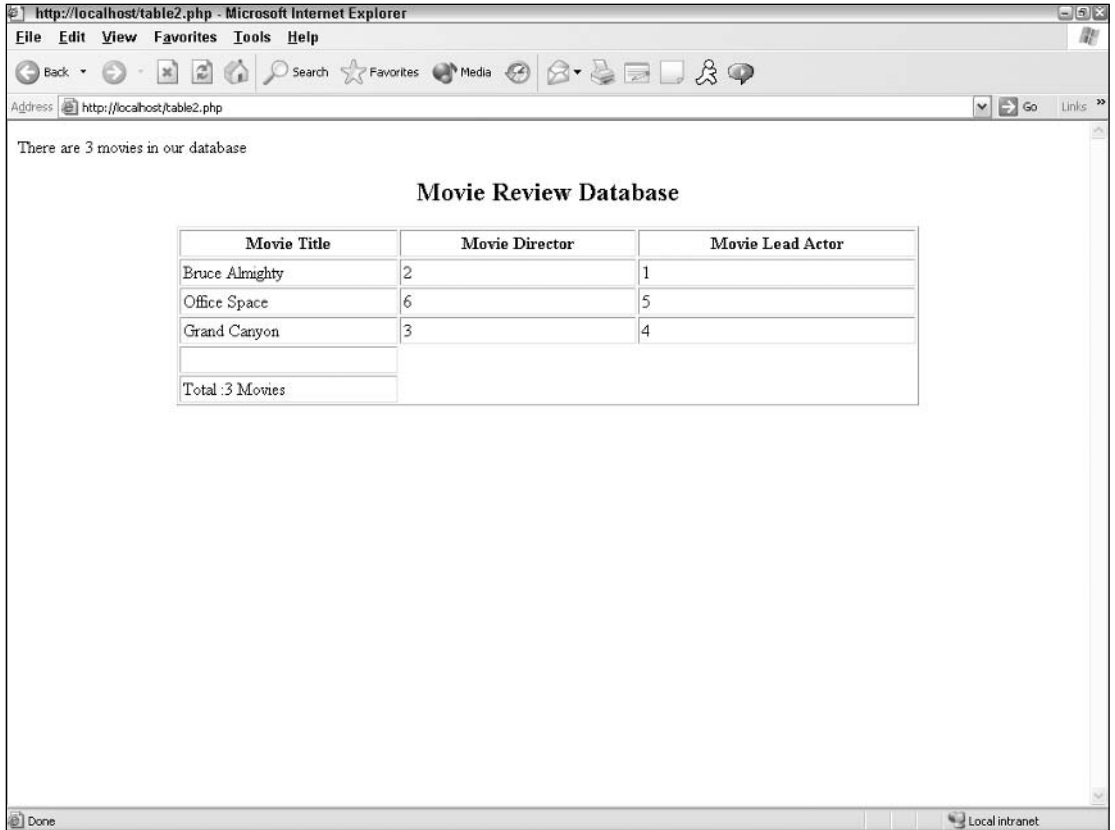 http://localhost/table2.php - Microsoft Internet Explorer
File Edit View Favorites Tools Help
Back Search Favorites Media
Address http://localhost/table2.php Go Links »
There are 3 movies in our database
Movie Review Database
Movie Title Movie Director Movie Lead Actor
Bruce Almighty 2 1
Office Space 6 5
Grand Canyon 3 4
Total :3 Movies
Done Local intranet